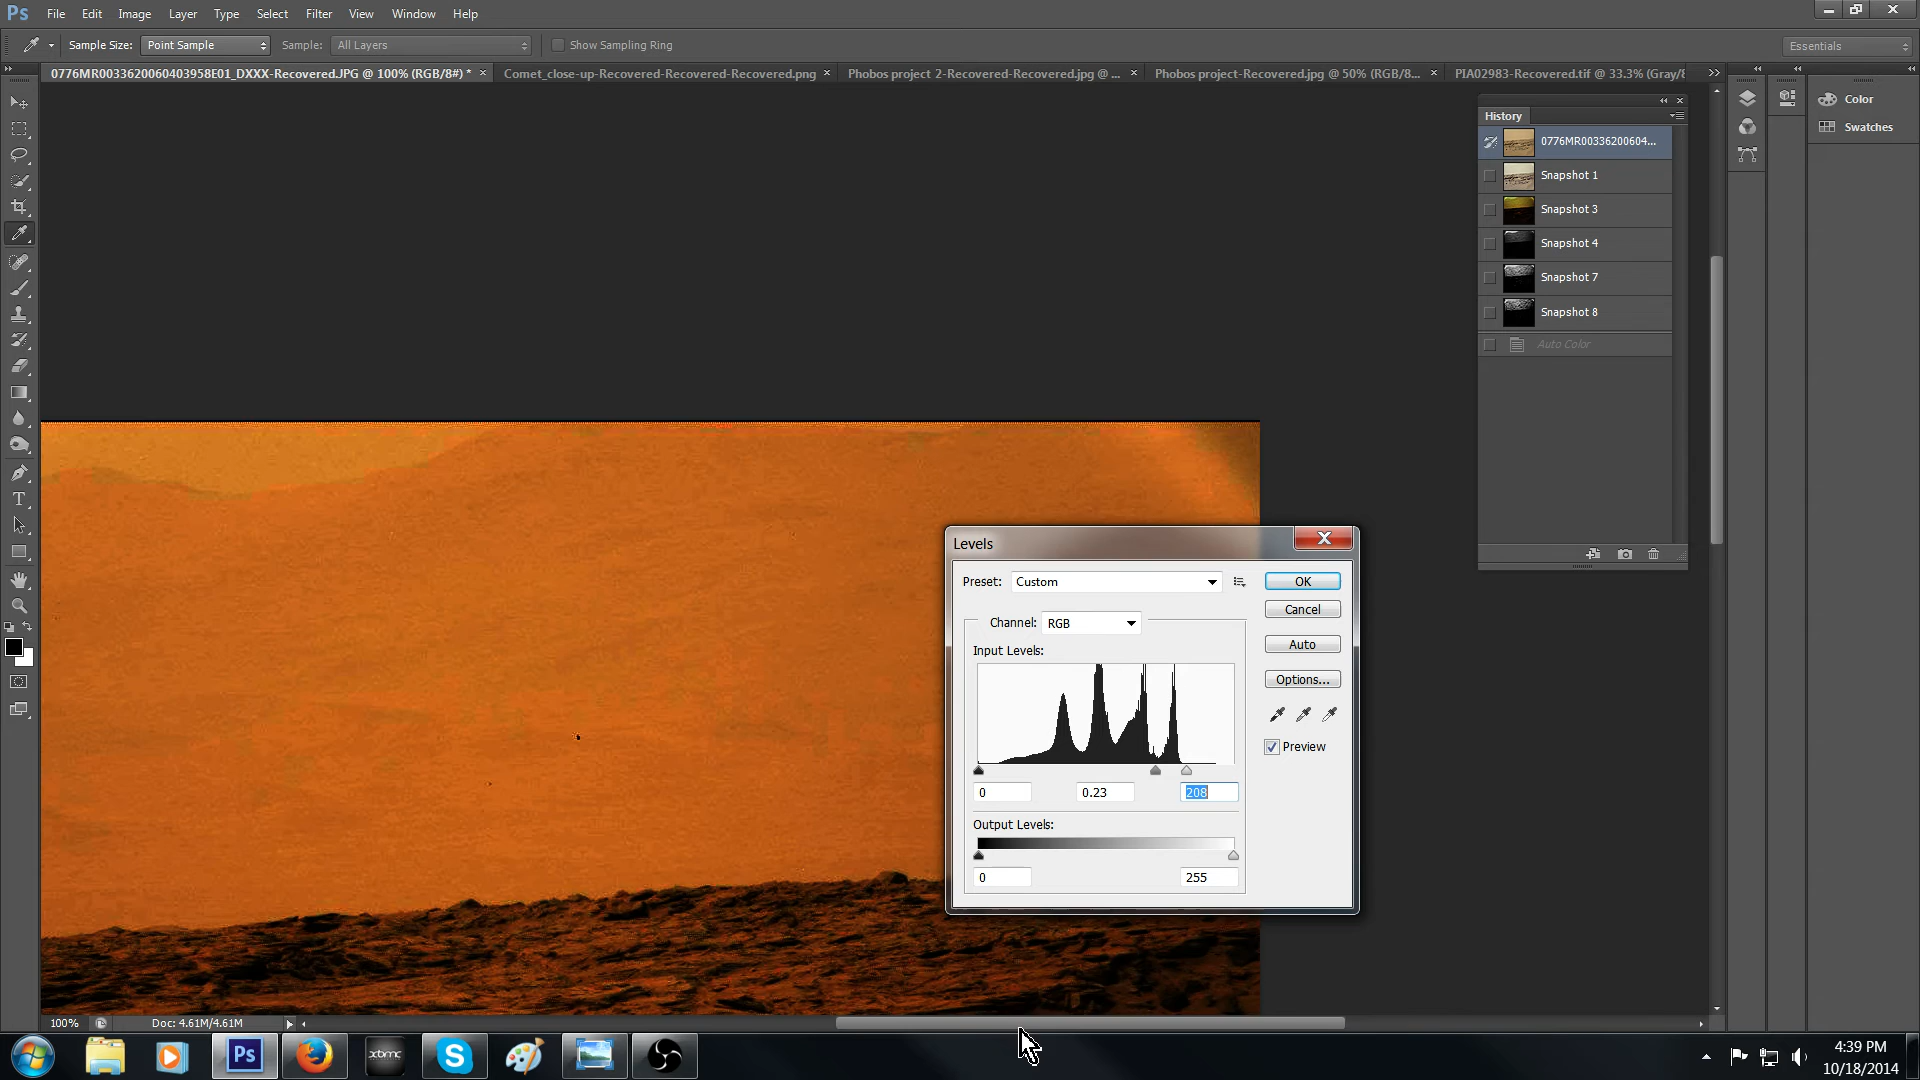 Ps File Edit Image Layer Type Select Filter View Window Help
Sample Size: Point Sample Sample: All Layers Show Sampling Ring Essentials
0776MR0033620060403958E01_DXXX-Recovered.JPG @ 100% (RGB/8#) * Comet_close-up-Recovered-Recovered-Recovered.png Phobos project 2-Recovered-Recovered.jpg @ ... Phobos project-Recovered.jpg @ 50% (RGB/8... PIA02983-Recovered.tif @ 33.3% (Gray/8
History
0776MR00336200604...
Snapshot 1
Snapshot 3
Snapshot 4
Snapshot 7
Snapshot 8
Auto Color
Color
Swatches
Levels
Preset: Custom
OK
Cancel
Channel: RGB
Auto
Input Levels:
Options...
Preview
0 0.23 208
Output Levels:
0 255
100% Doc: 4.61M/4.61M
Ps xbmc S
4:39 PM
10/18/2014